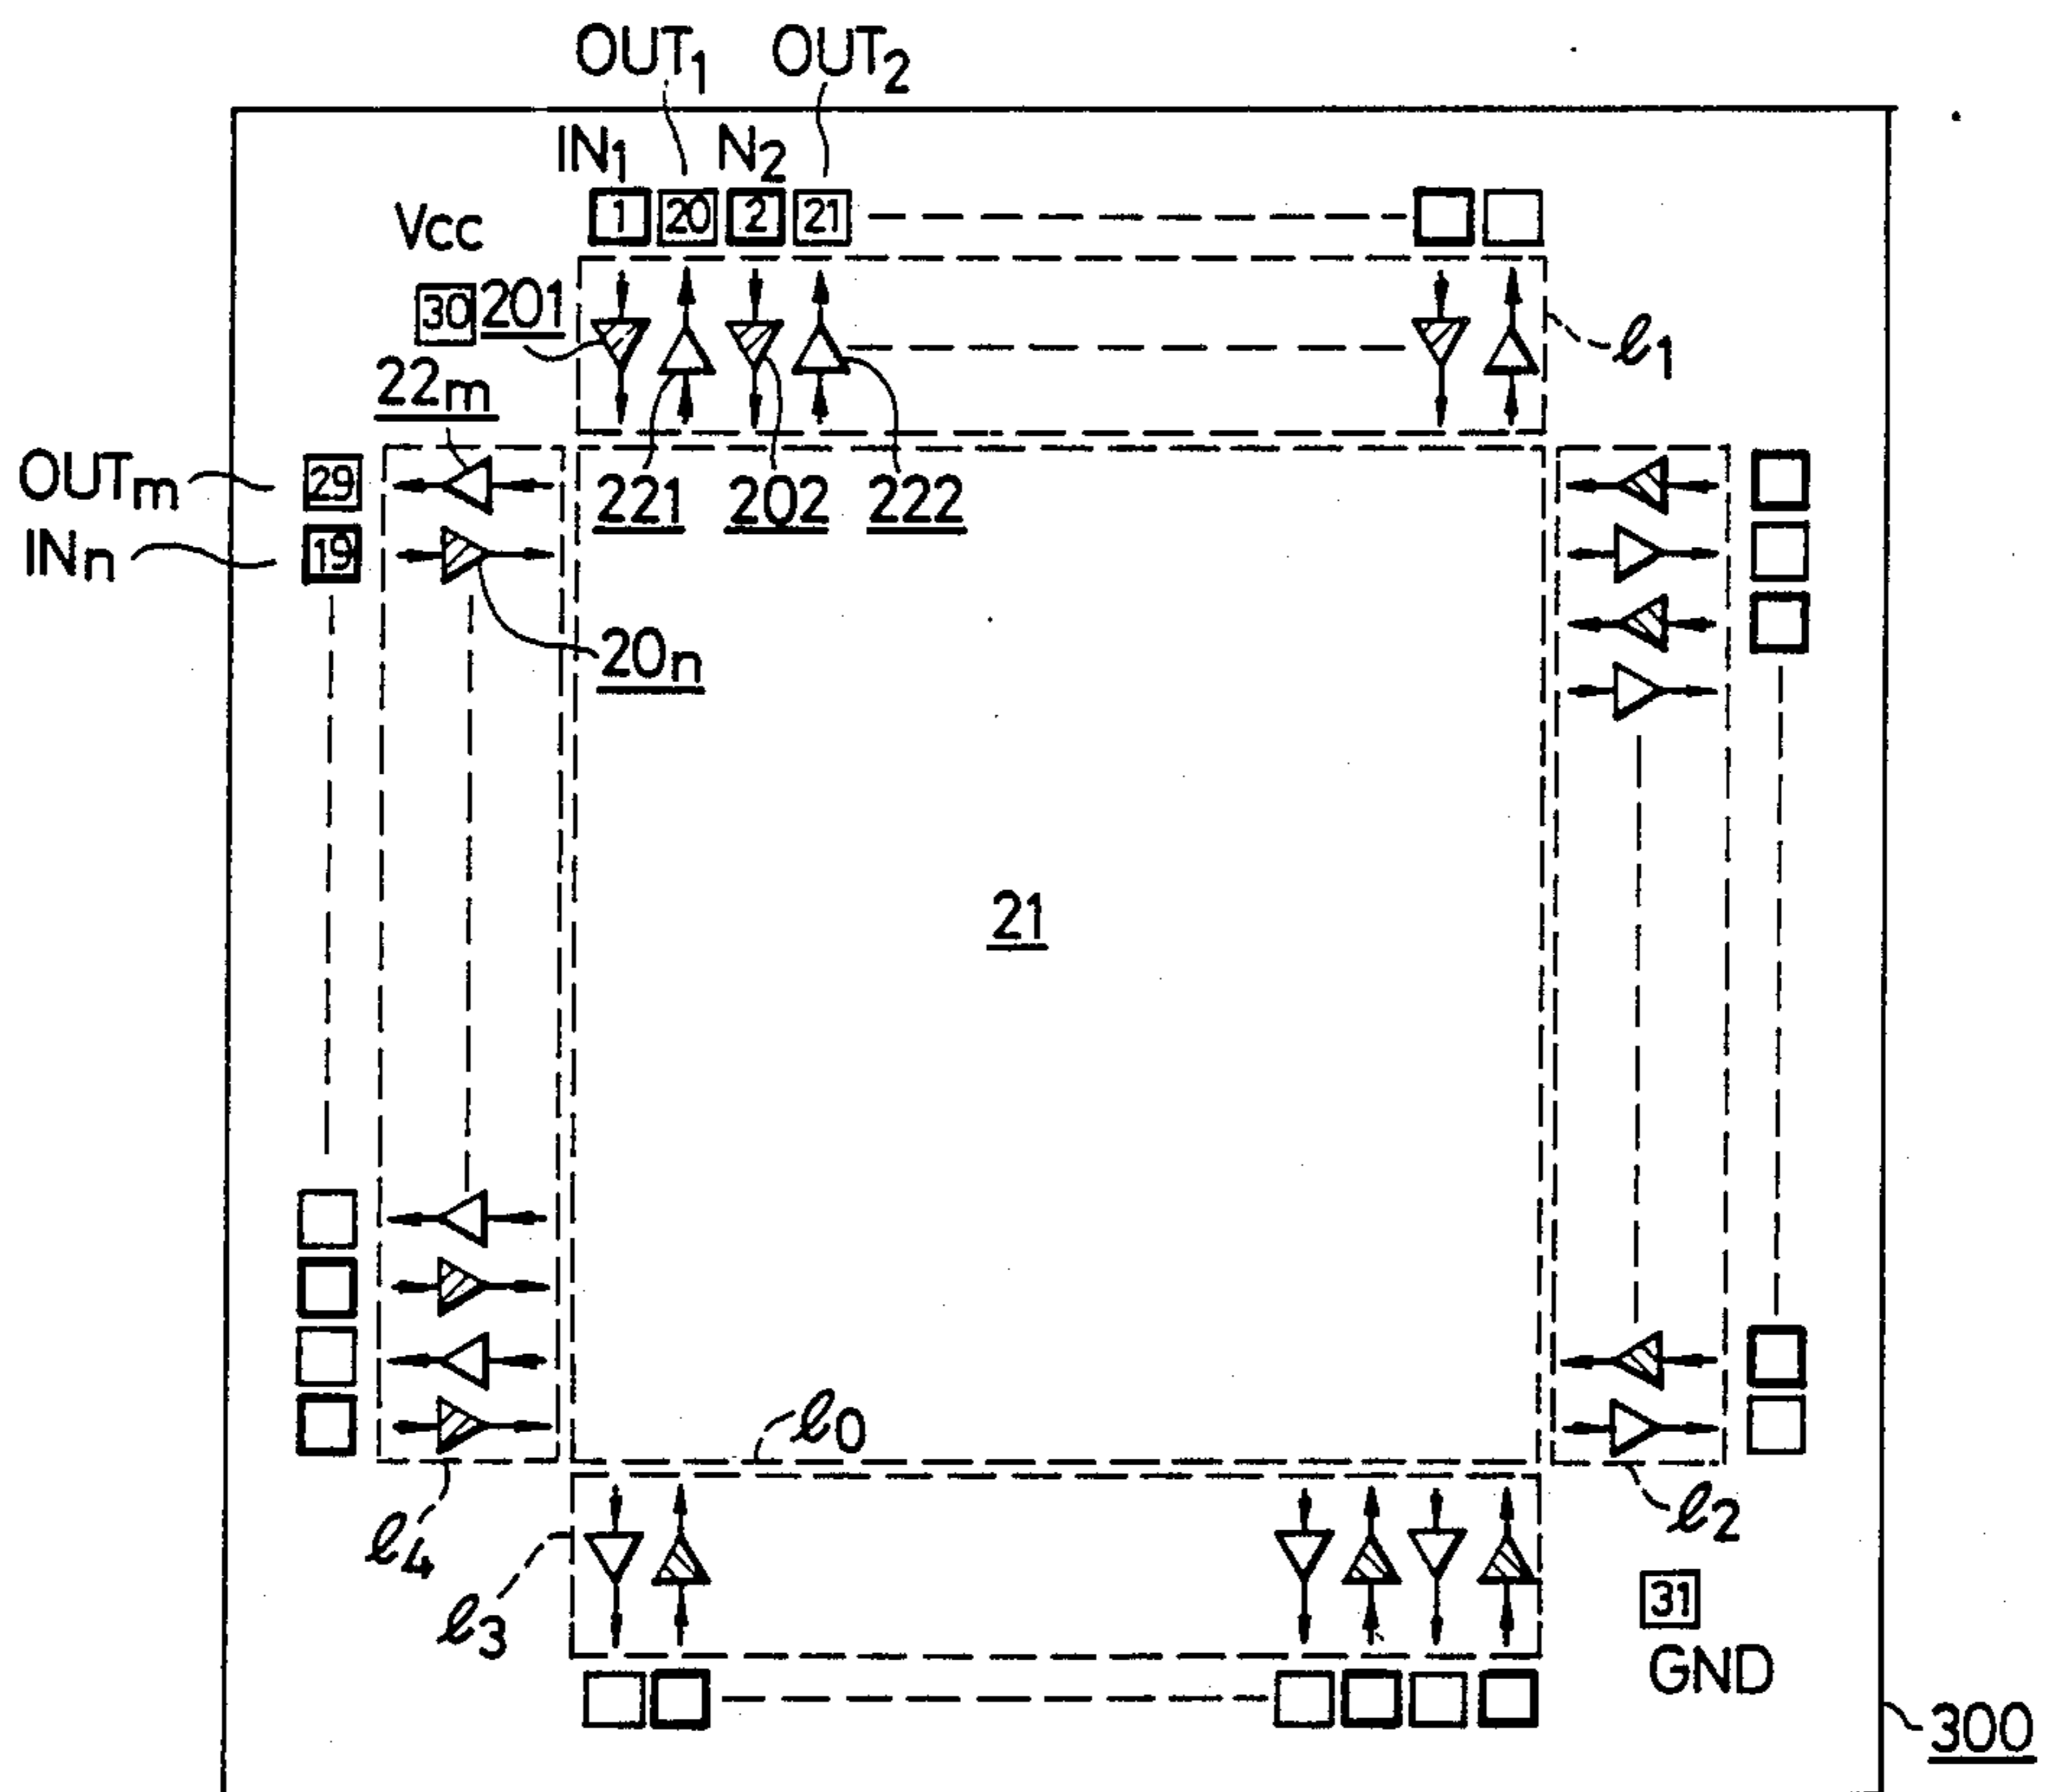 OUT1 OUT2
IN1 N2
1 20 2 21
Vcc
30 201
l1
22m
OUTm 29
221 202 222
INn 19
20n
21
l0
l4
l2
l3
31
GND
300